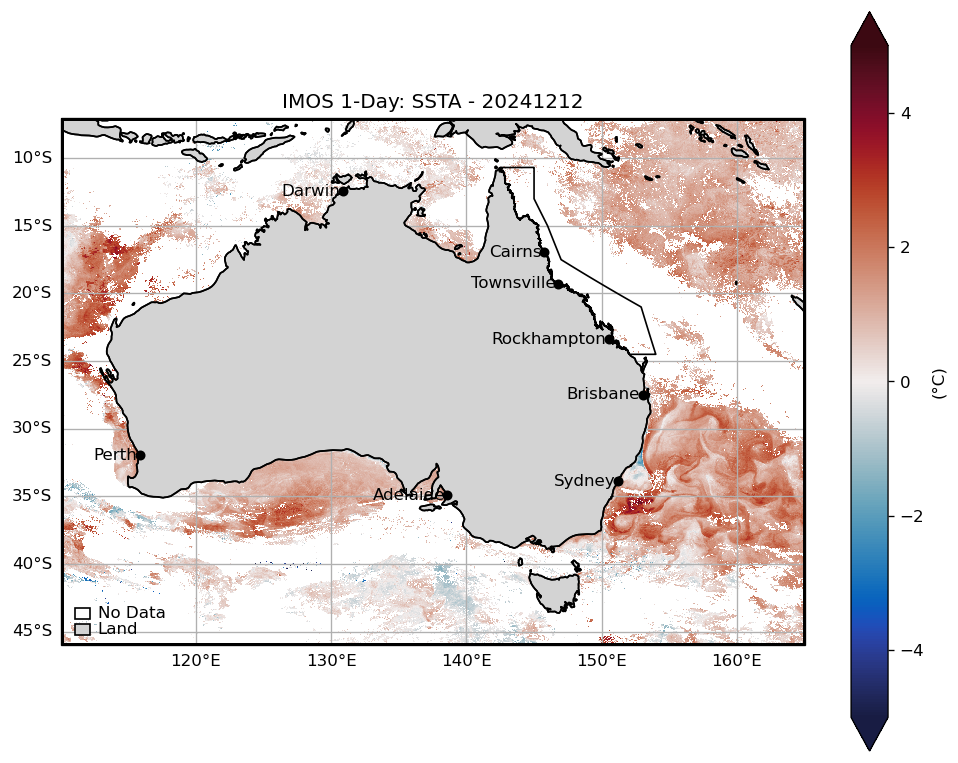 IMOS 1-Day: SSTA - 20241212
10°S
15°S
20°S
25°S
30°S
35°S
40°S
45°S
Darwin
Cairns
Townsville
Rockhampton
Brisbane
Perth
Sydney
Adelaide
No Data
Land
120°E 130°E 140°E 150°E 160°E
4
2
0
−2
−4
(°C)